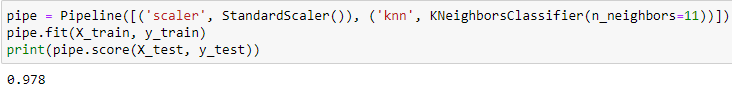 pipe = Pipeline([('scaler', StandardScaler()), ('knn', KNeighborsClassifier(n_neighbors=11))])
pipe.fit(X_train, y_train)
print(pipe.score(X_test, y_test))
0.978